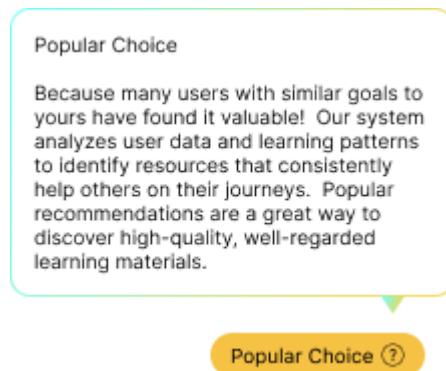 Popular Choice
Because many users with similar goals to
yours have found it valuable!  Our system
analyzes user data and learning patterns
to identify resources that consistently
help others on their journeys.  Popular
recommendations are a great way to
discover high-quality, well-regarded
learning materials.
Popular Choice ?